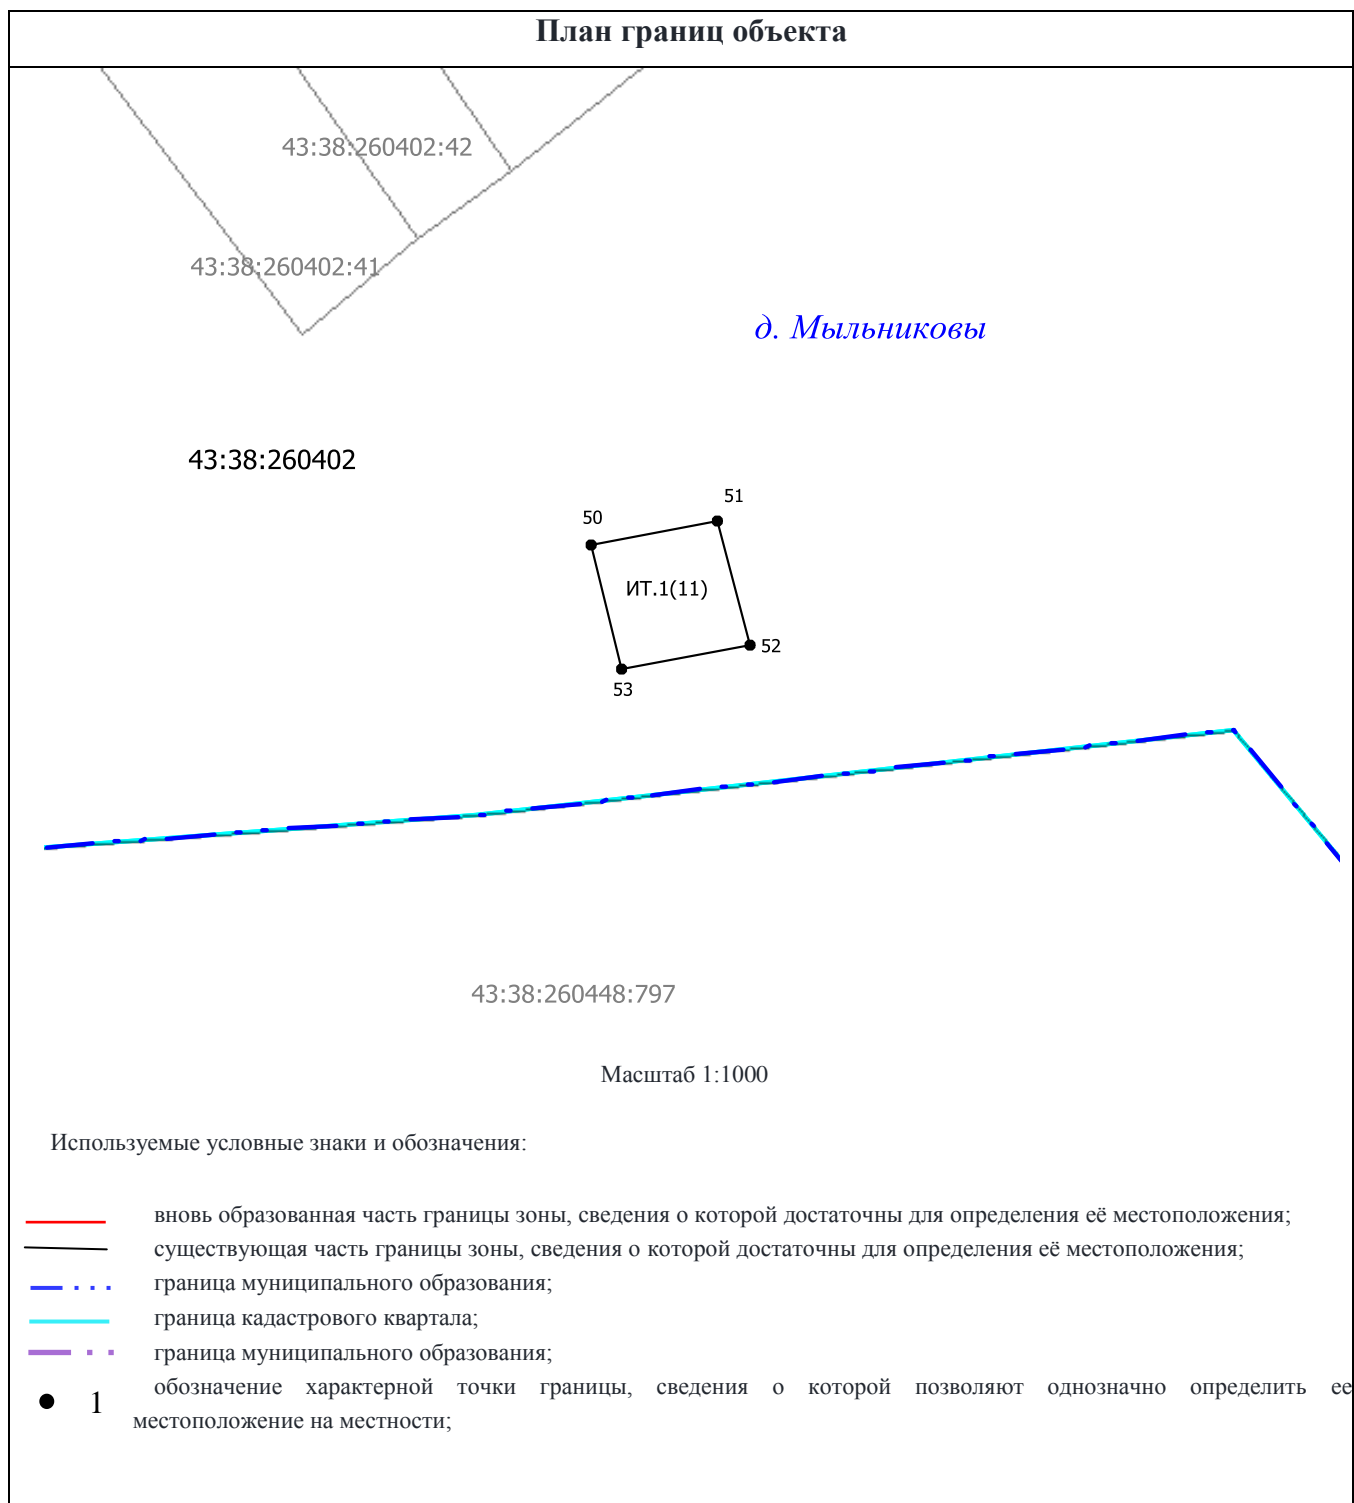 План границ объекта
43:38:260402:42
43:38:260402:41
д. Мыльниковы
43:38:260402
51
50
ИТ.1(11)
52
53
43:38:260448:797
Масштаб 1:1000
Используемые условные знаки и обозначения:
вновь образованная часть границы зоны, сведения о которой достаточны для определения её местоположения;
существующая часть границы зоны, сведения о которой достаточны для определения её местоположения;
граница муниципального образования;
граница кадастрового квартала;
граница муниципального образования;
1 обозначение характерной точки границы, сведения о которой позволяют однозначно определить ее
местоположение на местности;